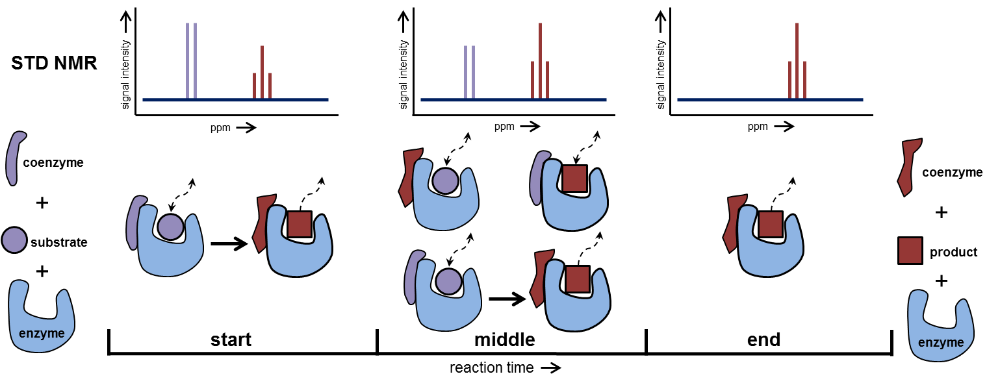 STD NMR
signal intensity
ppm
signal intensity
ppm
signal intensity
ppm
coenzyme
+
substrate
+
enzyme
coenzyme
+
product
+
enzyme
start
middle
end
reaction time